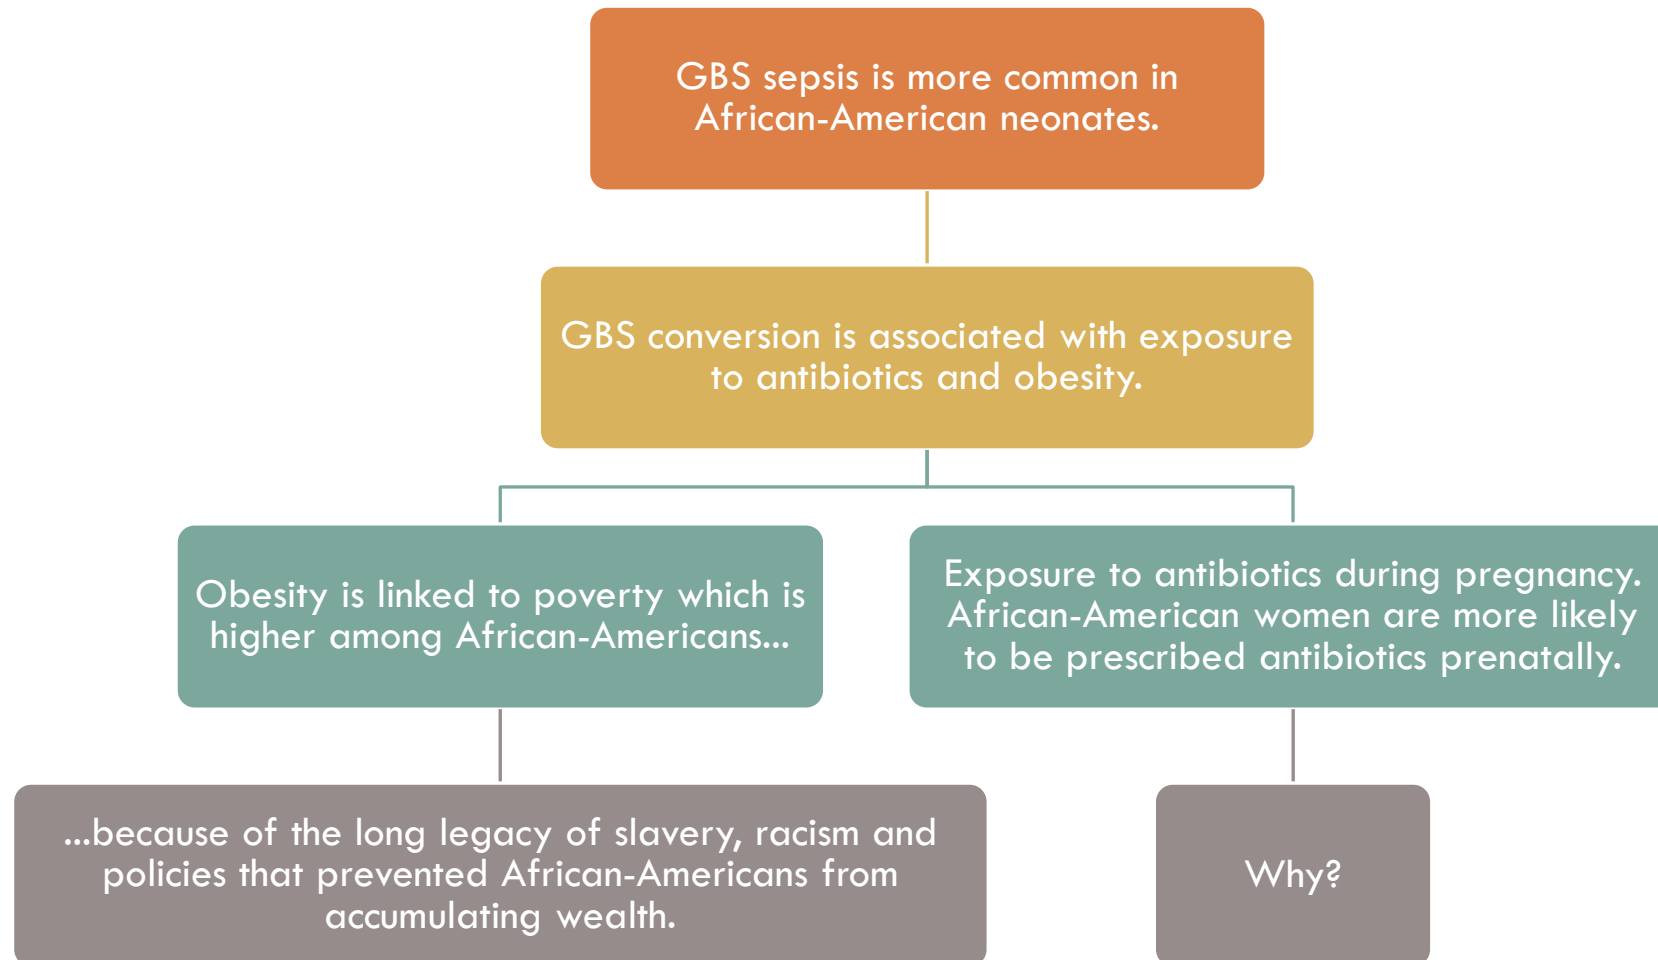 GBS sepsis is more common in
African-American neonates.
GBS conversion is associated with exposure
to antibiotics and obesity.
Obesity is linked to poverty which is
higher among African-Americans...
Exposure to antibiotics during pregnancy.
African-American women are more likely
to be prescribed antibiotics prenatally.
...because of the long legacy of slavery, racism and
policies that prevented African-Americans from
accumulating wealth.
Why?